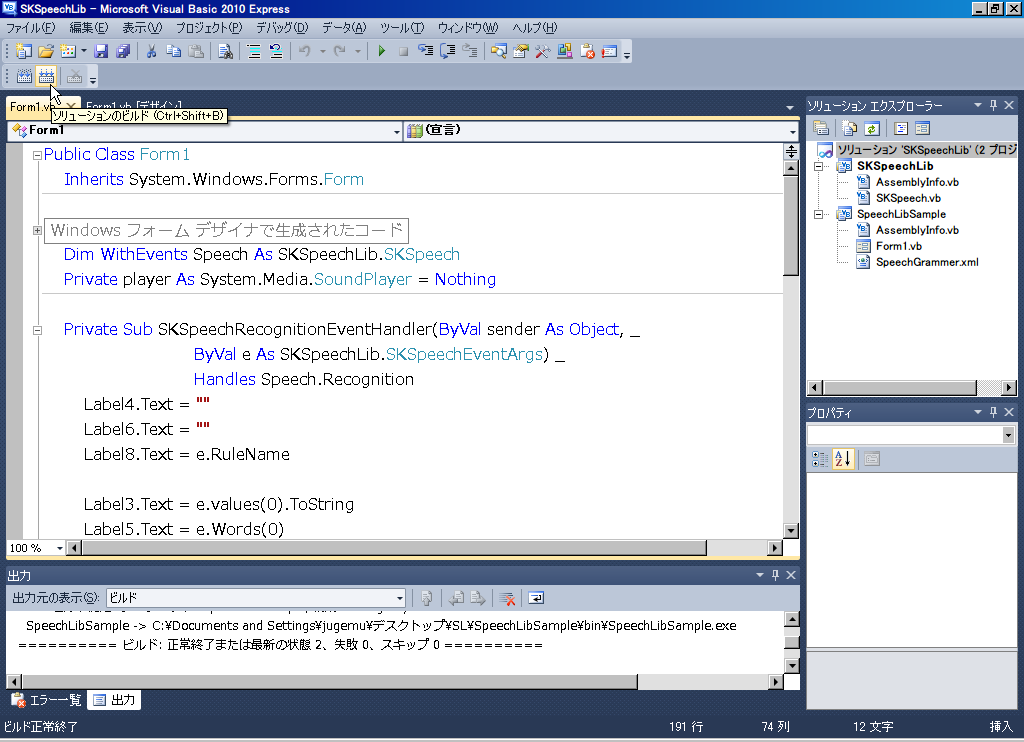 SKSpeechLib - Microsoft Visual Basic 2010 Express
ファイル(F) 編集(E) 表示(V) プロジェクト(P) デバッグ(D) データ(A) ツール(T) ウィンドウ(W) ヘルプ(H)
Form1.vb Form1.vb [デザイン]
ソリューションのビルド (Ctrl+Shift+B)
Form1 (宣言)
Public Class Form1
Inherits System.Windows.Forms.Form
Windows フォーム デザイナで生成されたコード
Dim WithEvents Speech As SKSpeechLib.SKSpeech
Private player As System.Media.SoundPlayer = Nothing
Private Sub SKSpeechRecognitionEventHandler(ByVal sender As Object, _
ByVal e As SKSpeechLib.SKSpeechEventArgs) _
Handles Speech.Recognition
Label4.Text = ""
Label6.Text = ""
Label8.Text = e.RuleName
Label3.Text = e.values(0).ToString
Label5.Text = e.Words(0)
100 %
ソリューション エクスプローラー
ソリューション 'SKSpeechLib' (2 プロジ
SKSpeechLib
AssemblyInfo.vb
SKSpeech.vb
SpeechLibSample
AssemblyInfo.vb
Form1.vb
SpeechGrammer.xml
プロパティ
出力
出力元の表示(S): ビルド
SpeechLibSample -> C:¥Documents and Settings¥jugemu¥デスクトップ¥SL¥SpeechLibSample¥bin¥SpeechLibSample.exe
========== ビルド: 正常終了または最新の状態 2、失敗 0、スキップ 0 ==========
エラー一覧 出力
ビルド正常終了 191 行 74 列 12 文字 挿入